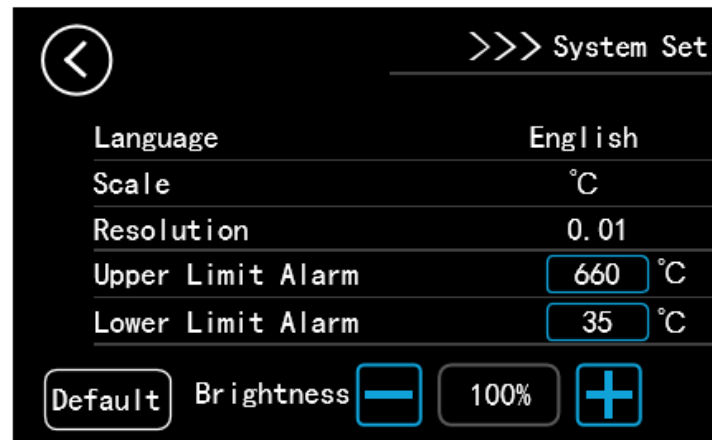 >>> System Set
Language English
Scale ℃
Resolution 0.01
Upper Limit Alarm 660 ℃
Lower Limit Alarm 35 ℃
Default Brightness − 100% +